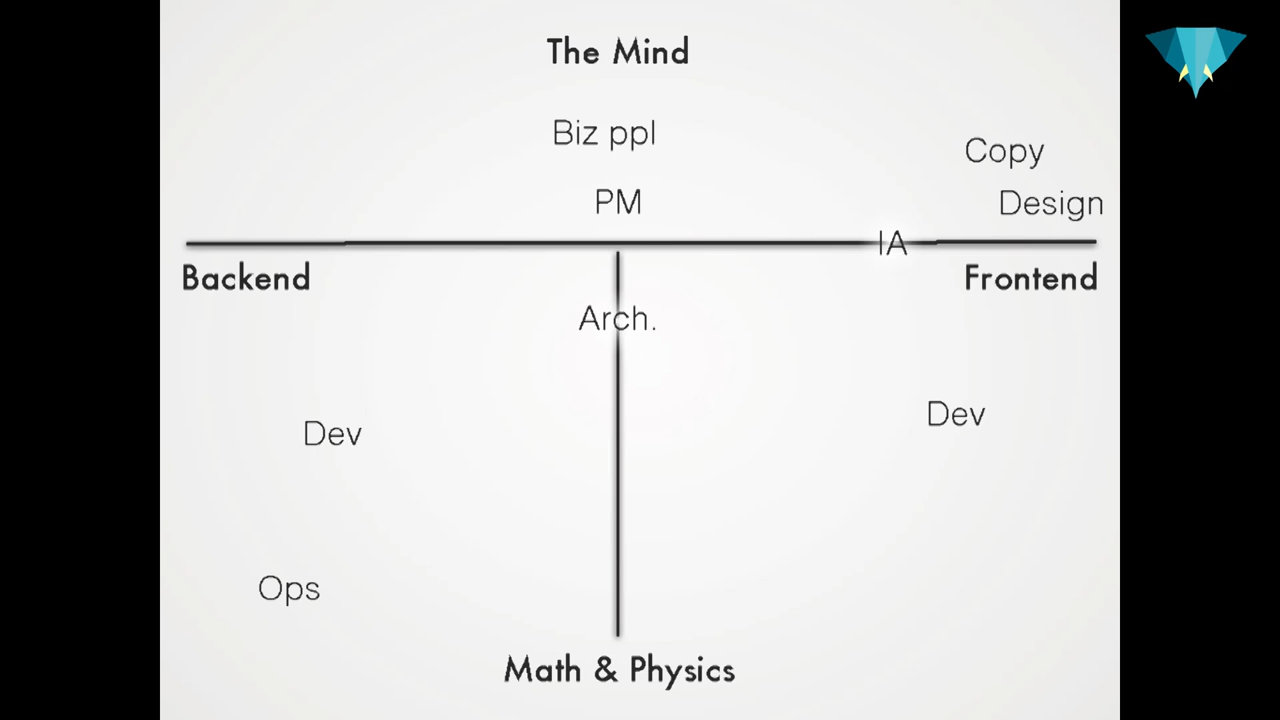 The Mind
Biz ppl
Copy
PM
Design
IA
Backend
Frontend
Arch.
Dev
Dev
Ops
Math & Physics